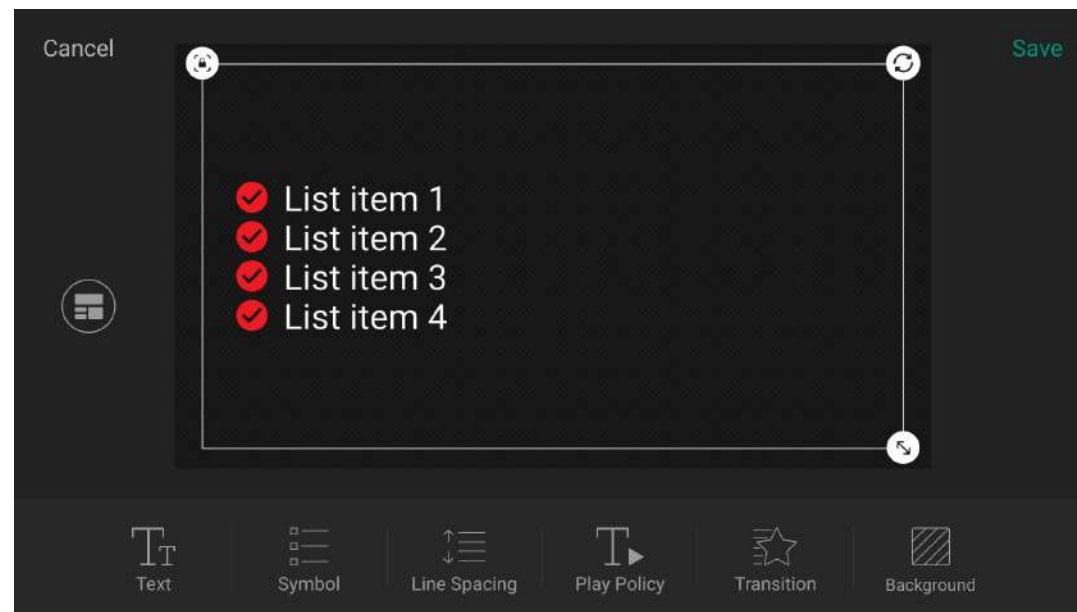 Cancel
Save
List item 1
List item 2
List item 3
List item 4
Text
Symbol
Line Spacing
Play Policy
Transition
Background